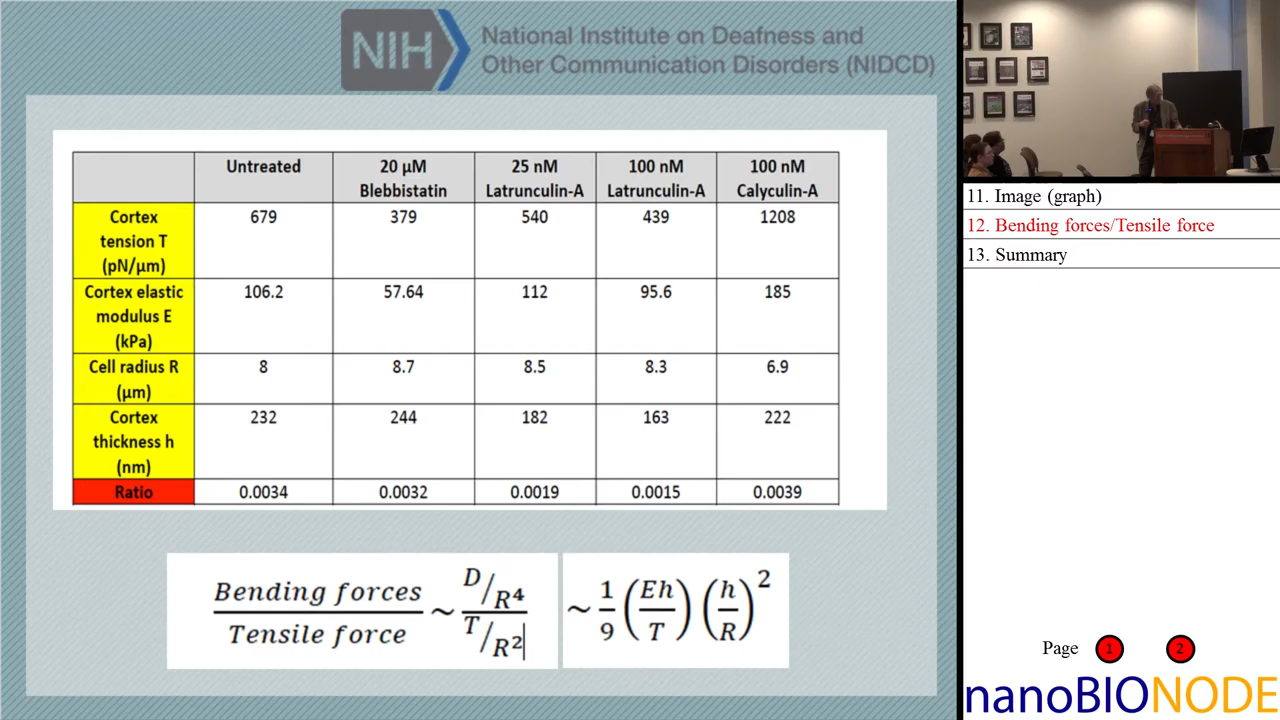 NIH National Institute on Deafness and
Other Communication Disorders (NIDCD)
Untreated 20 μM Blebbistatin 25 nM Latrunculin-A 100 nM Latrunculin-A 100 nM Calyculin-A
Cortex tension T (pN/μm) 679 379 540 439 1208
Cortex elastic modulus E (kPa) 106.2 57.64 112 95.6 185
Cell radius R (μm) 8 8.7 8.5 8.3 6.9
Cortex thickness h (nm) 232 244 182 163 222
Ratio 0.0034 0.0032 0.0019 0.0015 0.0039
Bending forces / Tensile force ~ (D/R⁴) / (T/R²) ~ 1/9 (Eh/T) (h/R)²
11. Image (graph)
12. Bending forces/Tensile force
13. Summary
Page 1 2
nanoBIONODE